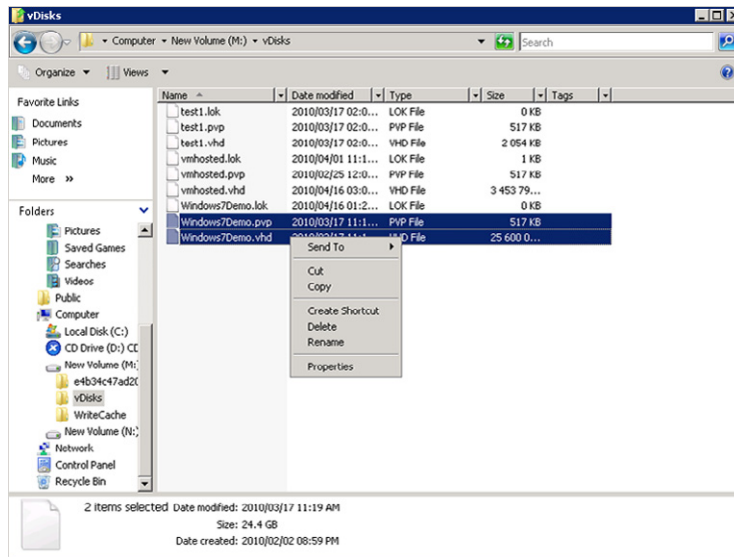 vDisks
Computer New Volume (M:) vDisks
Search
Organize Views
Favorite Links
Documents
Pictures
Music
More »
Folders
Pictures
Saved Games
Searches
Videos
Public
Computer
Local Disk (C:)
CD Drive (D:) CD
New Volume (M:
e4b34c47ad20
vDisks
WriteCache
New Volume (N:
Network
Control Panel
Recycle Bin
Name Date modified Type Size Tags
test1.lok 2010/03/17 02:0... LOK File 0 KB
test1.pvp 2010/03/17 02:0... PVP File 517 KB
test1.vhd 2010/03/17 02:0... VHD File 2 054 KB
vmhosted.lok 2010/04/01 11:1... LOK File 1 KB
vmhosted.pvp 2010/02/25 12:0... PVP File 517 KB
vmhosted.vhd 2010/04/16 03:0... VHD File 3 453 79...
Windows7Demo.lok 2010/04/16 01:2... LOK File 0 KB
Windows7Demo.pvp 2010/03/17 11:1... PVP File 517 KB
Windows7Demo.vhd File 25 600 0...
Send To
Cut
Copy
Create Shortcut
Delete
Rename
Properties
2 items selected Date modified: 2010/03/17 11:19 AM
Size: 24.4 GB
Date created: 2010/02/02 08:59 PM